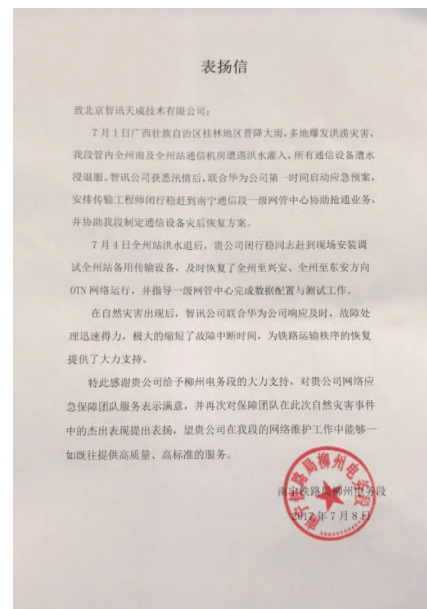 表扬信
致北京智讯天成技术有限公司：
7月1日广西壮族自治区桂林地区普降大雨，多地爆发洪涝灾害，
我段管内全州南及全州站通信机房遭遇洪水灌入，所有通信设备遭水
浸退服。智讯公司获悉汛情后，联合华为公司第一时间启动应急预案，
安排传输工程师闭行稳赶到南宁通信段一级网管中心协助抢通业务，
并协助我段制定通信设备灾后恢复方案。
7月4日全州站洪水退后，贵公司闭行稳同志赶到现场安装调
试全州站备用传输设备，及时恢复了全州至兴安、全州至东安方向
OTN 网络运行，并指导一级网管中心完成数据配置与测试工作。
在自然灾害出现后，智讯公司联合华为公司响应及时，故障处
理迅速得力，极大的缩短了故障中断时间，为铁路运输秩序的恢复
提供了大力支持。
特此感谢贵公司给予柳州电务段的大力支持，对贵公司网络应
急保障团队服务表示满意，并再次对保障团队在此次自然灾害事件
中的杰出表现提出表扬，望贵公司在我段的网络维护工作中能够一
如既往提供高质量、高标准的服务。
南宁铁路局柳州电务段
2017年7月8日
南宁铁路局柳州电务段